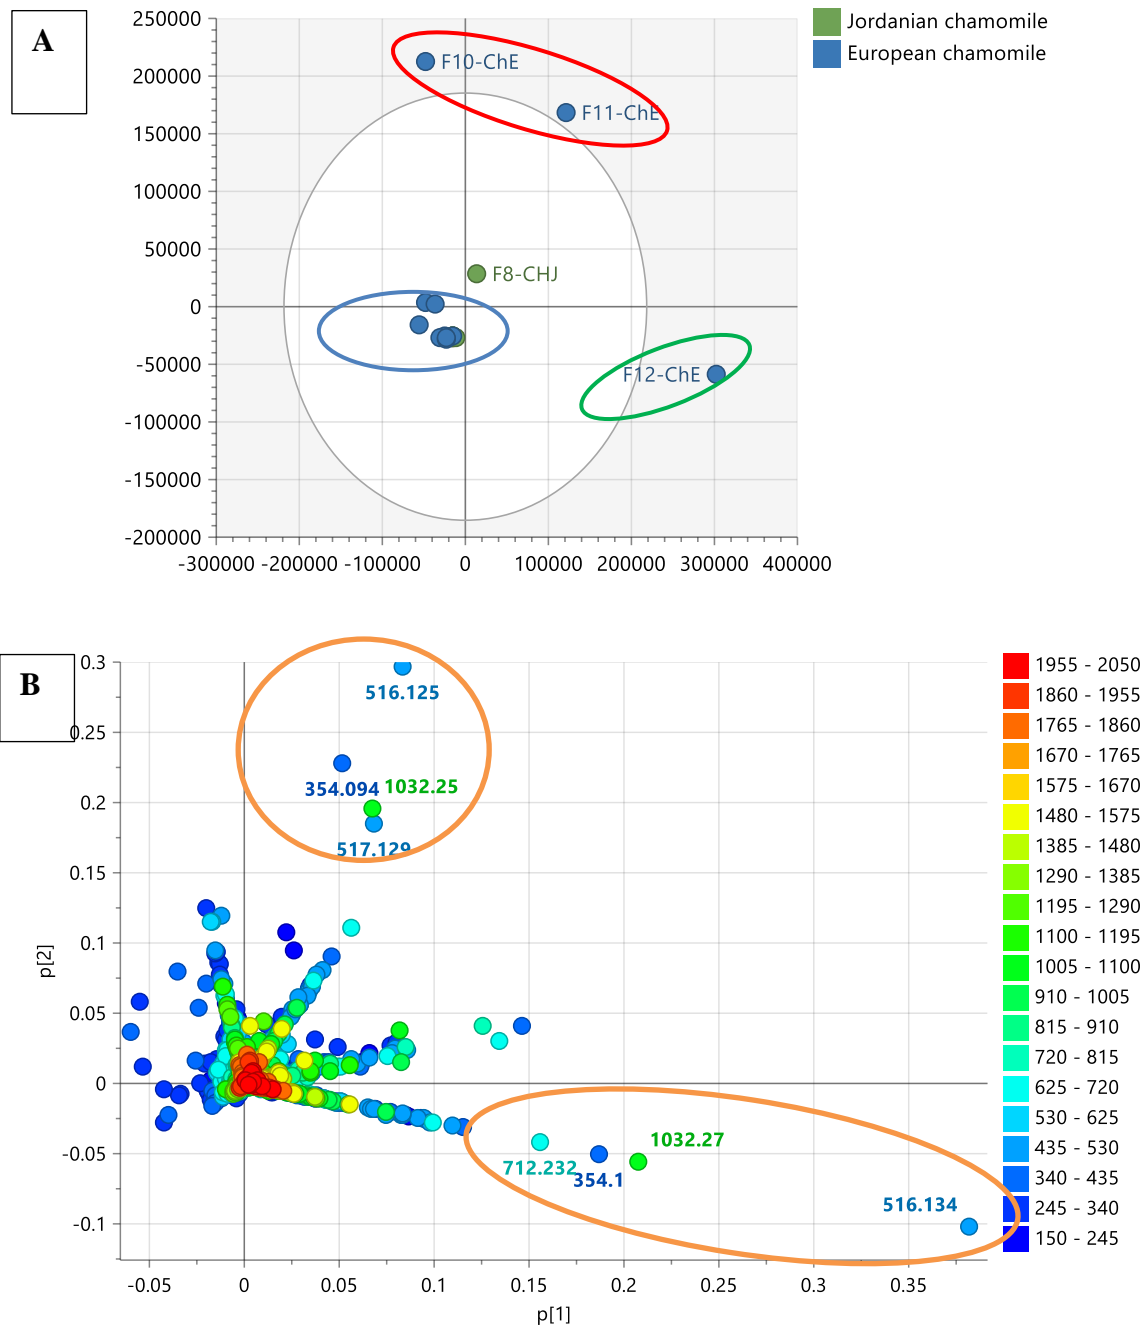 A
250000
200000
150000
100000
50000
0
-50000
-100000
-150000
-200000
-300000 -200000 -100000 0 100000 200000 300000 400000
F10-ChE
F11-ChE
F8-CHJ
F12-ChE
Jordanian chamomile
European chamomile
B
0.3
0.25
0.2
0.15
0.1
0.05
0
-0.05
-0.1
p[2]
-0.05 0 0.05 0.1 0.15 0.2 0.25 0.3 0.35
p[1]
516.125
354.094 1032.25
517.129
1032.27
712.232
354.1
516.134
1955 - 2050
1860 - 1955
1765 - 1860
1670 - 1765
1575 - 1670
1480 - 1575
1385 - 1480
1290 - 1385
1195 - 1290
1100 - 1195
1005 - 1100
910 - 1005
815 - 910
720 - 815
625 - 720
530 - 625
435 - 530
340 - 435
245 - 340
150 - 245